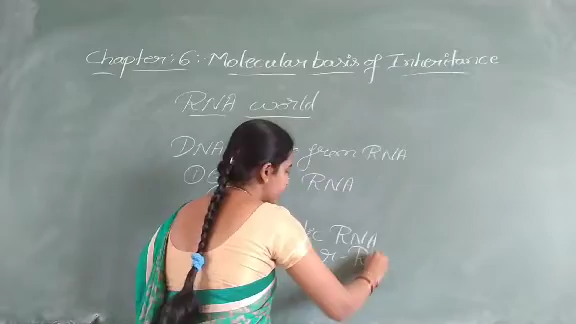 Chapter: 6: Molecular basis of Inheritance
RNA world
DNA from RNA
RNA
RNA
r-R